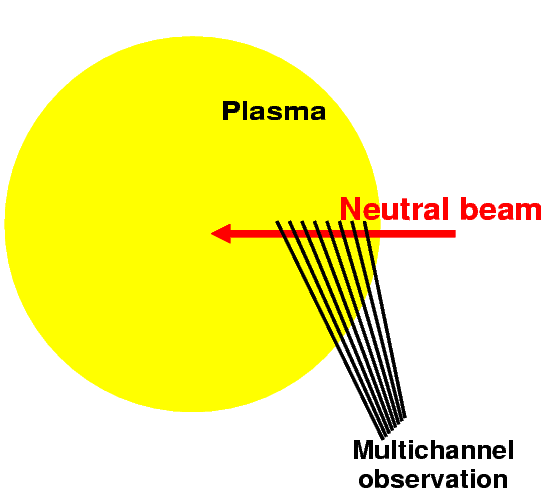 Plasma
Neutral beam
Multichannel
observation